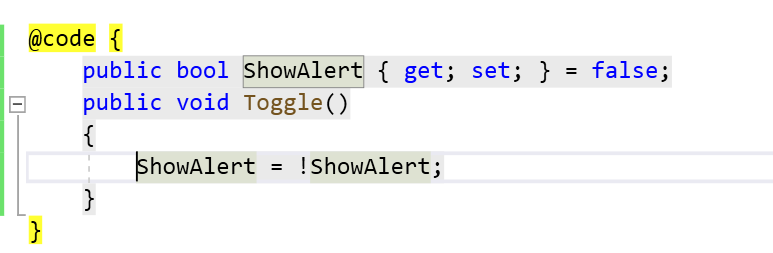 @code {
public bool ShowAlert { get; set; } = false;
public void Toggle()
{
ShowAlert = !ShowAlert;
}
}